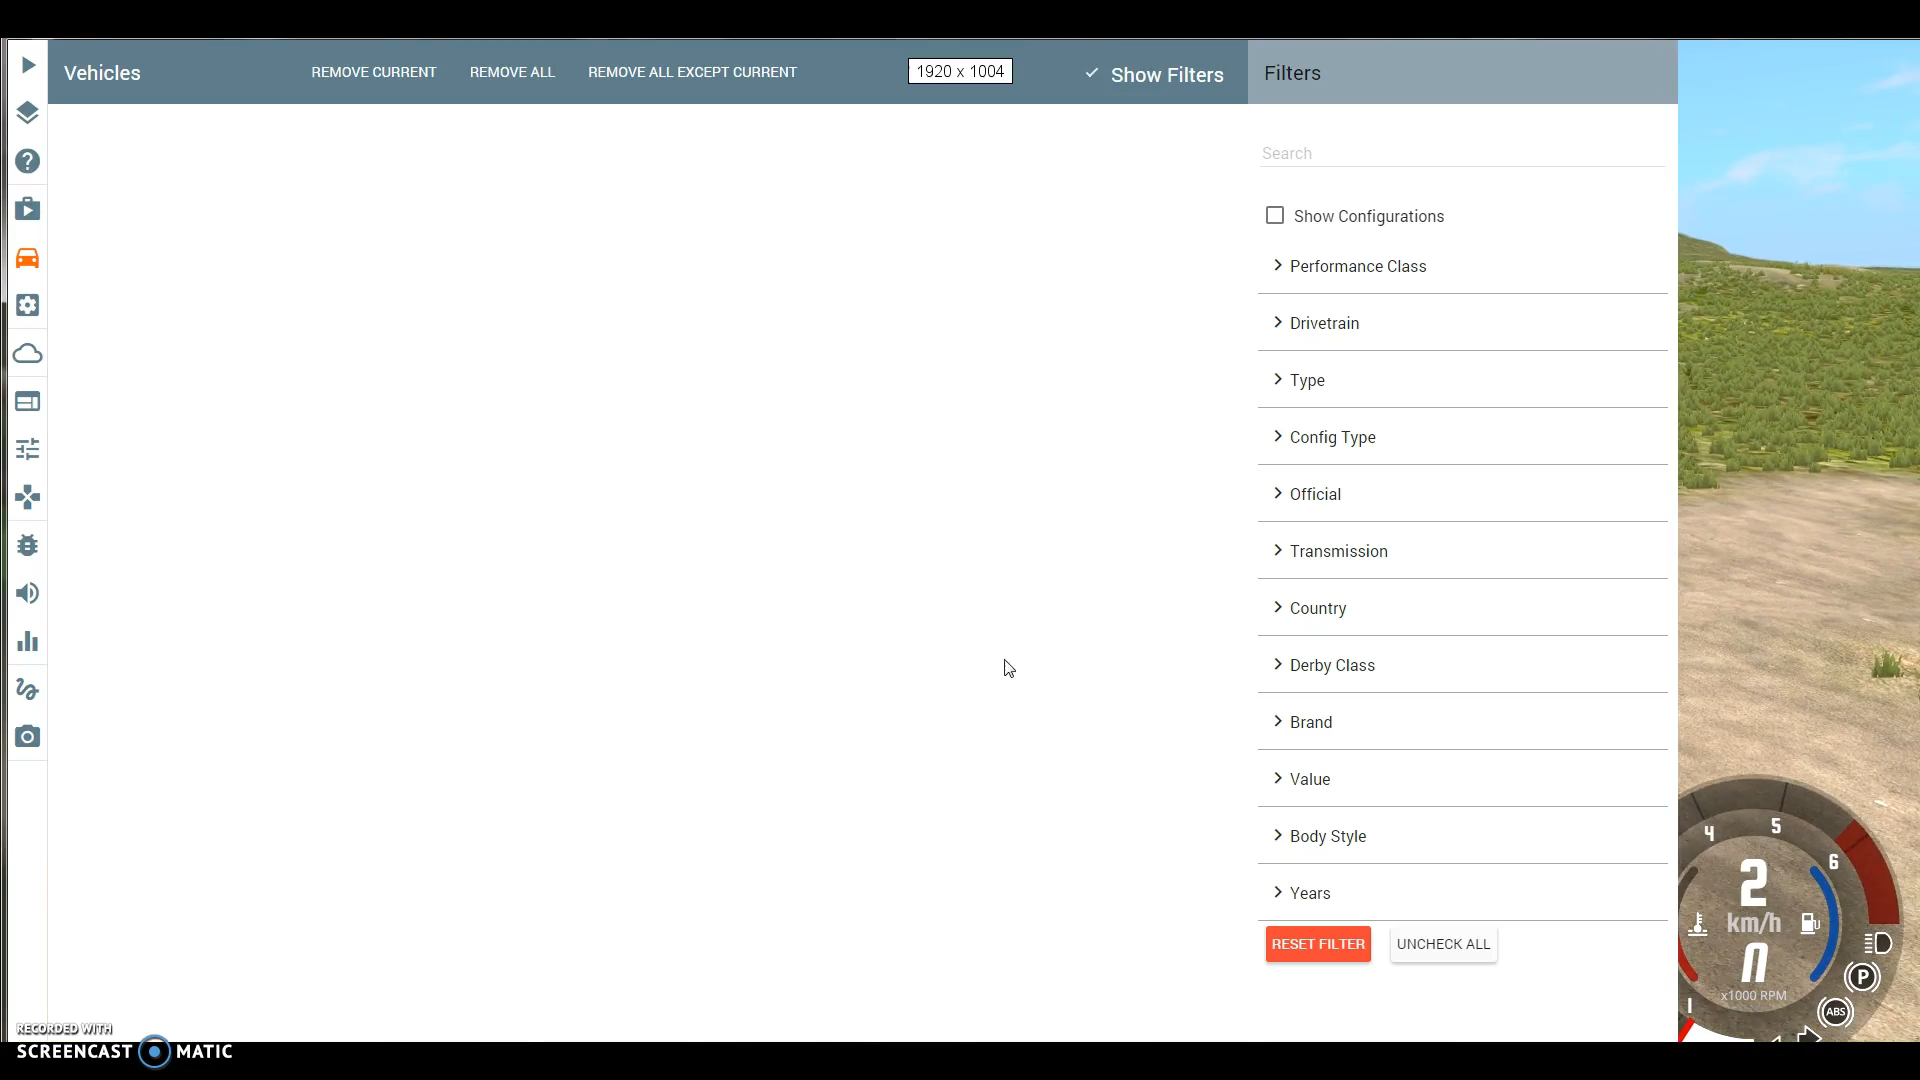 Vehicles
REMOVE CURRENT
REMOVE ALL
REMOVE ALL EXCEPT CURRENT
1920 x 1004
Show Filters
Filters
Search
Show Configurations
Performance Class
Drivetrain
Type
Config Type
Official
Transmission
Country
Derby Class
Brand
Value
Body Style
Years
RESET FILTER
UNCHECK ALL
4
5
6
2
km/h
n
x1000 RPM
1
P
ABS
RECORDED WITH
SCREENCAST MATIC